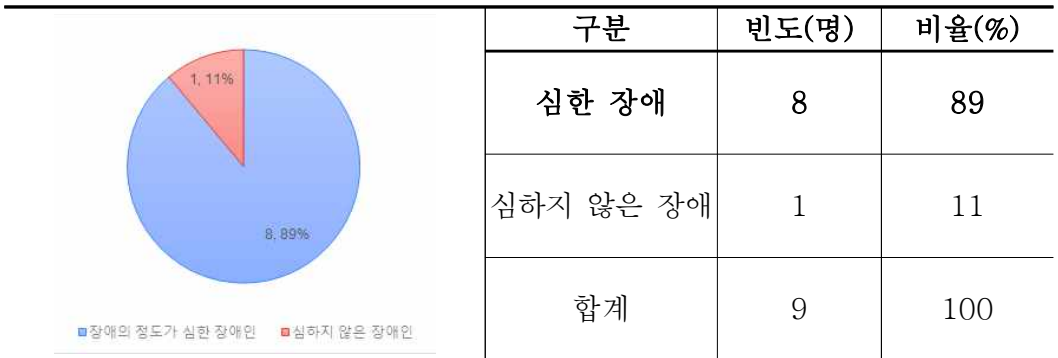 1, 11%
8, 89%
장애의 정도가 심한 장애인 심하지 않은 장애인
구분 빈도(명) 비율(%)
심한 장애 8 89
심하지 않은 장애 1 11
합계 9 100